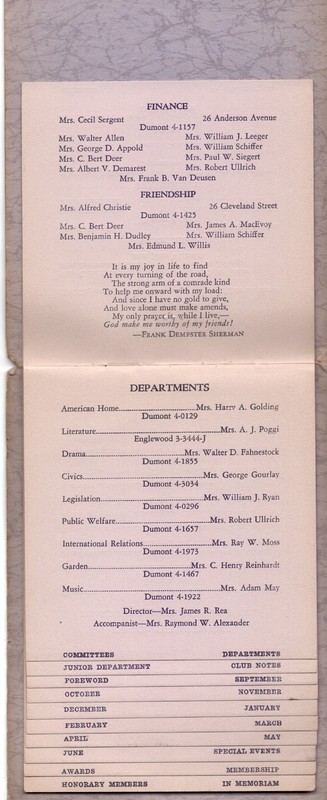 FINANCE
Mrs. Cecil Sergent 26 Anderson Avenue
Dumont 4-1157
Mrs. Walter Allen Mrs. William J. Leeger
Mrs. George D. Appold Mrs. William Schiffer
Mrs. C. Bert Deer Mrs. Paul W. Siegert
Mrs. Albert V. Demarest Mrs. Robert Ullrich
Mrs. Frank B. Van Deusen
FRIENDSHIP
Mrs. Alfred Christie 26 Cleveland Street
Dumont 4-1425
Mrs. C. Bert Deer Mrs. James A. MacEvoy
Mrs. Benjamin H. Dudley Mrs. William Schiffer
Mrs. Edmund L. Willis
It is my joy in life to find
At every turning of the road,
The strong arm of a comrade kind
To help me onward with my load:
And since I have no gold to give,
And love alone must make amends,
My only prayer is, while I live,—
God make me worthy of my friends!
—FRANK DEMPSTER SHERMAN
DEPARTMENTS
American Home....................Mrs. Harry A. Golding
Dumont 4-0129
Literature....................Mrs. A. J. Poggi
Englewood 3-3444-J
Drama....................Mrs. Walter D. Fahnestock
Dumont 4-1855
Civics....................Mrs. George Gourlay
Dumont 4-3034
Legislation....................Mrs. William J. Ryan
Dumont 4-0296
Public Welfare....................Mrs. Robert Ullrich
Dumont 4-1657
International Relations....................Mrs. Ray W. Moss
Dumont 4-1973
Garden....................Mrs. C. Henry Reinhardt
Dumont 4-1467
Music....................Mrs. Adam May
Dumont 4-1922
Director—Mrs. James R. Rea
Accompanist—Mrs. Raymond W. Alexander
COMMITTEES DEPARTMENTS
JUNIOR DEPARTMENT CLUB NOTES
FOREWORD SEPTEMBER
OCTOBER NOVEMBER
DECEMBER JANUARY
FEBRUARY MARCH
APRIL MAY
JUNE SPECIAL EVENTS
AWARDS MEMBERSHIP
HONORARY MEMBERS IN MEMORIAM